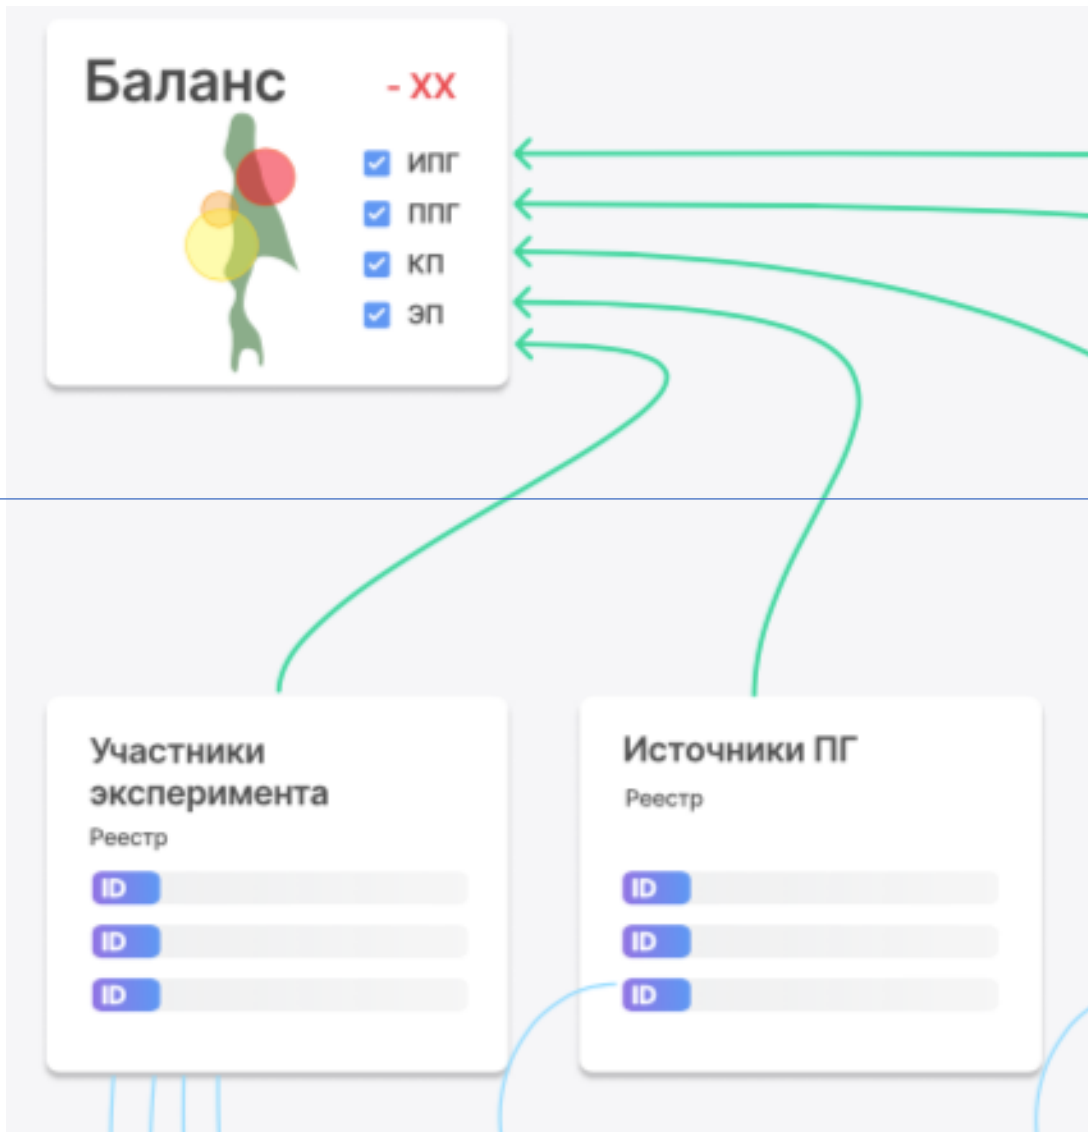 Баланс
- XX
ИПГ
ППГ
КП
ЭП
Участники
эксперимента
Реестр
ID
ID
ID
Источники ПГ
Реестр
ID
ID
ID